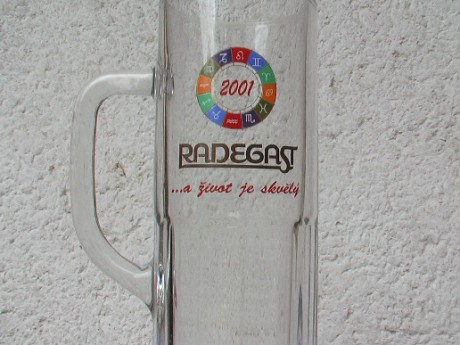 2001
RADEGAST
...a život je skvělý